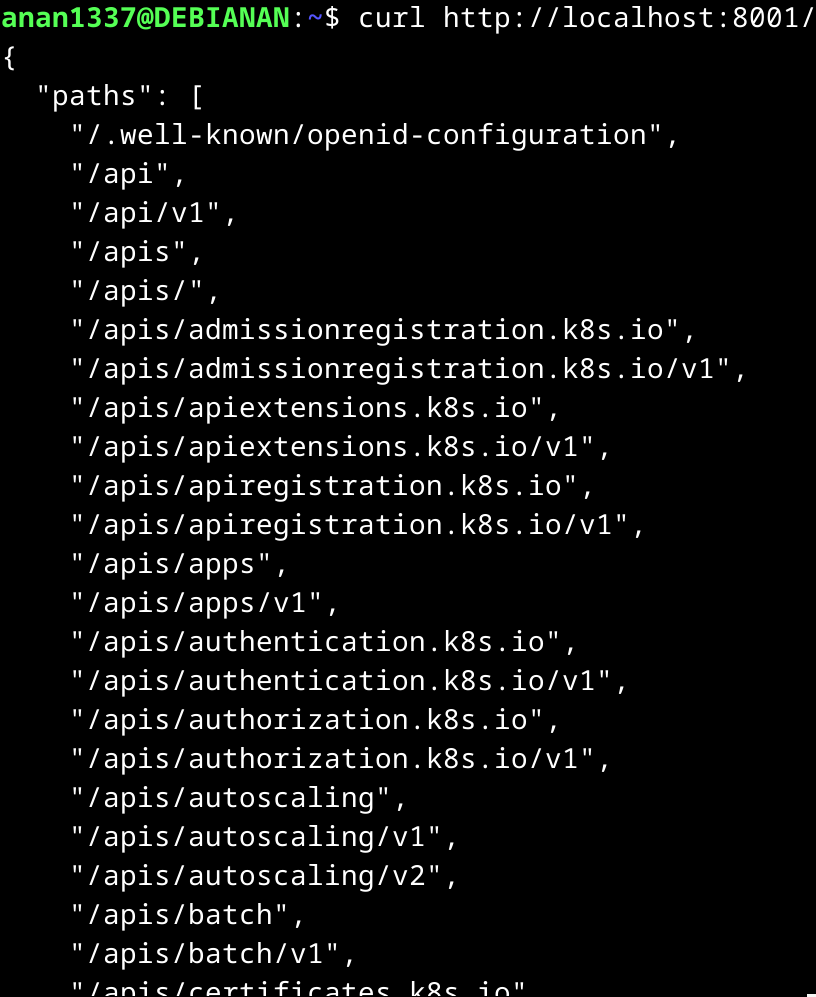 anan1337@DEBIANAN:~$ curl http://localhost:8001/
{
  "paths": [
    "/.well-known/openid-configuration",
    "/api",
    "/api/v1",
    "/apis",
    "/apis/",
    "/apis/admissionregistration.k8s.io",
    "/apis/admissionregistration.k8s.io/v1",
    "/apis/apiextensions.k8s.io",
    "/apis/apiextensions.k8s.io/v1",
    "/apis/apiregistration.k8s.io",
    "/apis/apiregistration.k8s.io/v1",
    "/apis/apps",
    "/apis/apps/v1",
    "/apis/authentication.k8s.io",
    "/apis/authentication.k8s.io/v1",
    "/apis/authorization.k8s.io",
    "/apis/authorization.k8s.io/v1",
    "/apis/autoscaling",
    "/apis/autoscaling/v1",
    "/apis/autoscaling/v2",
    "/apis/batch",
    "/apis/batch/v1",
    "/apis/certificates.k8s.io"